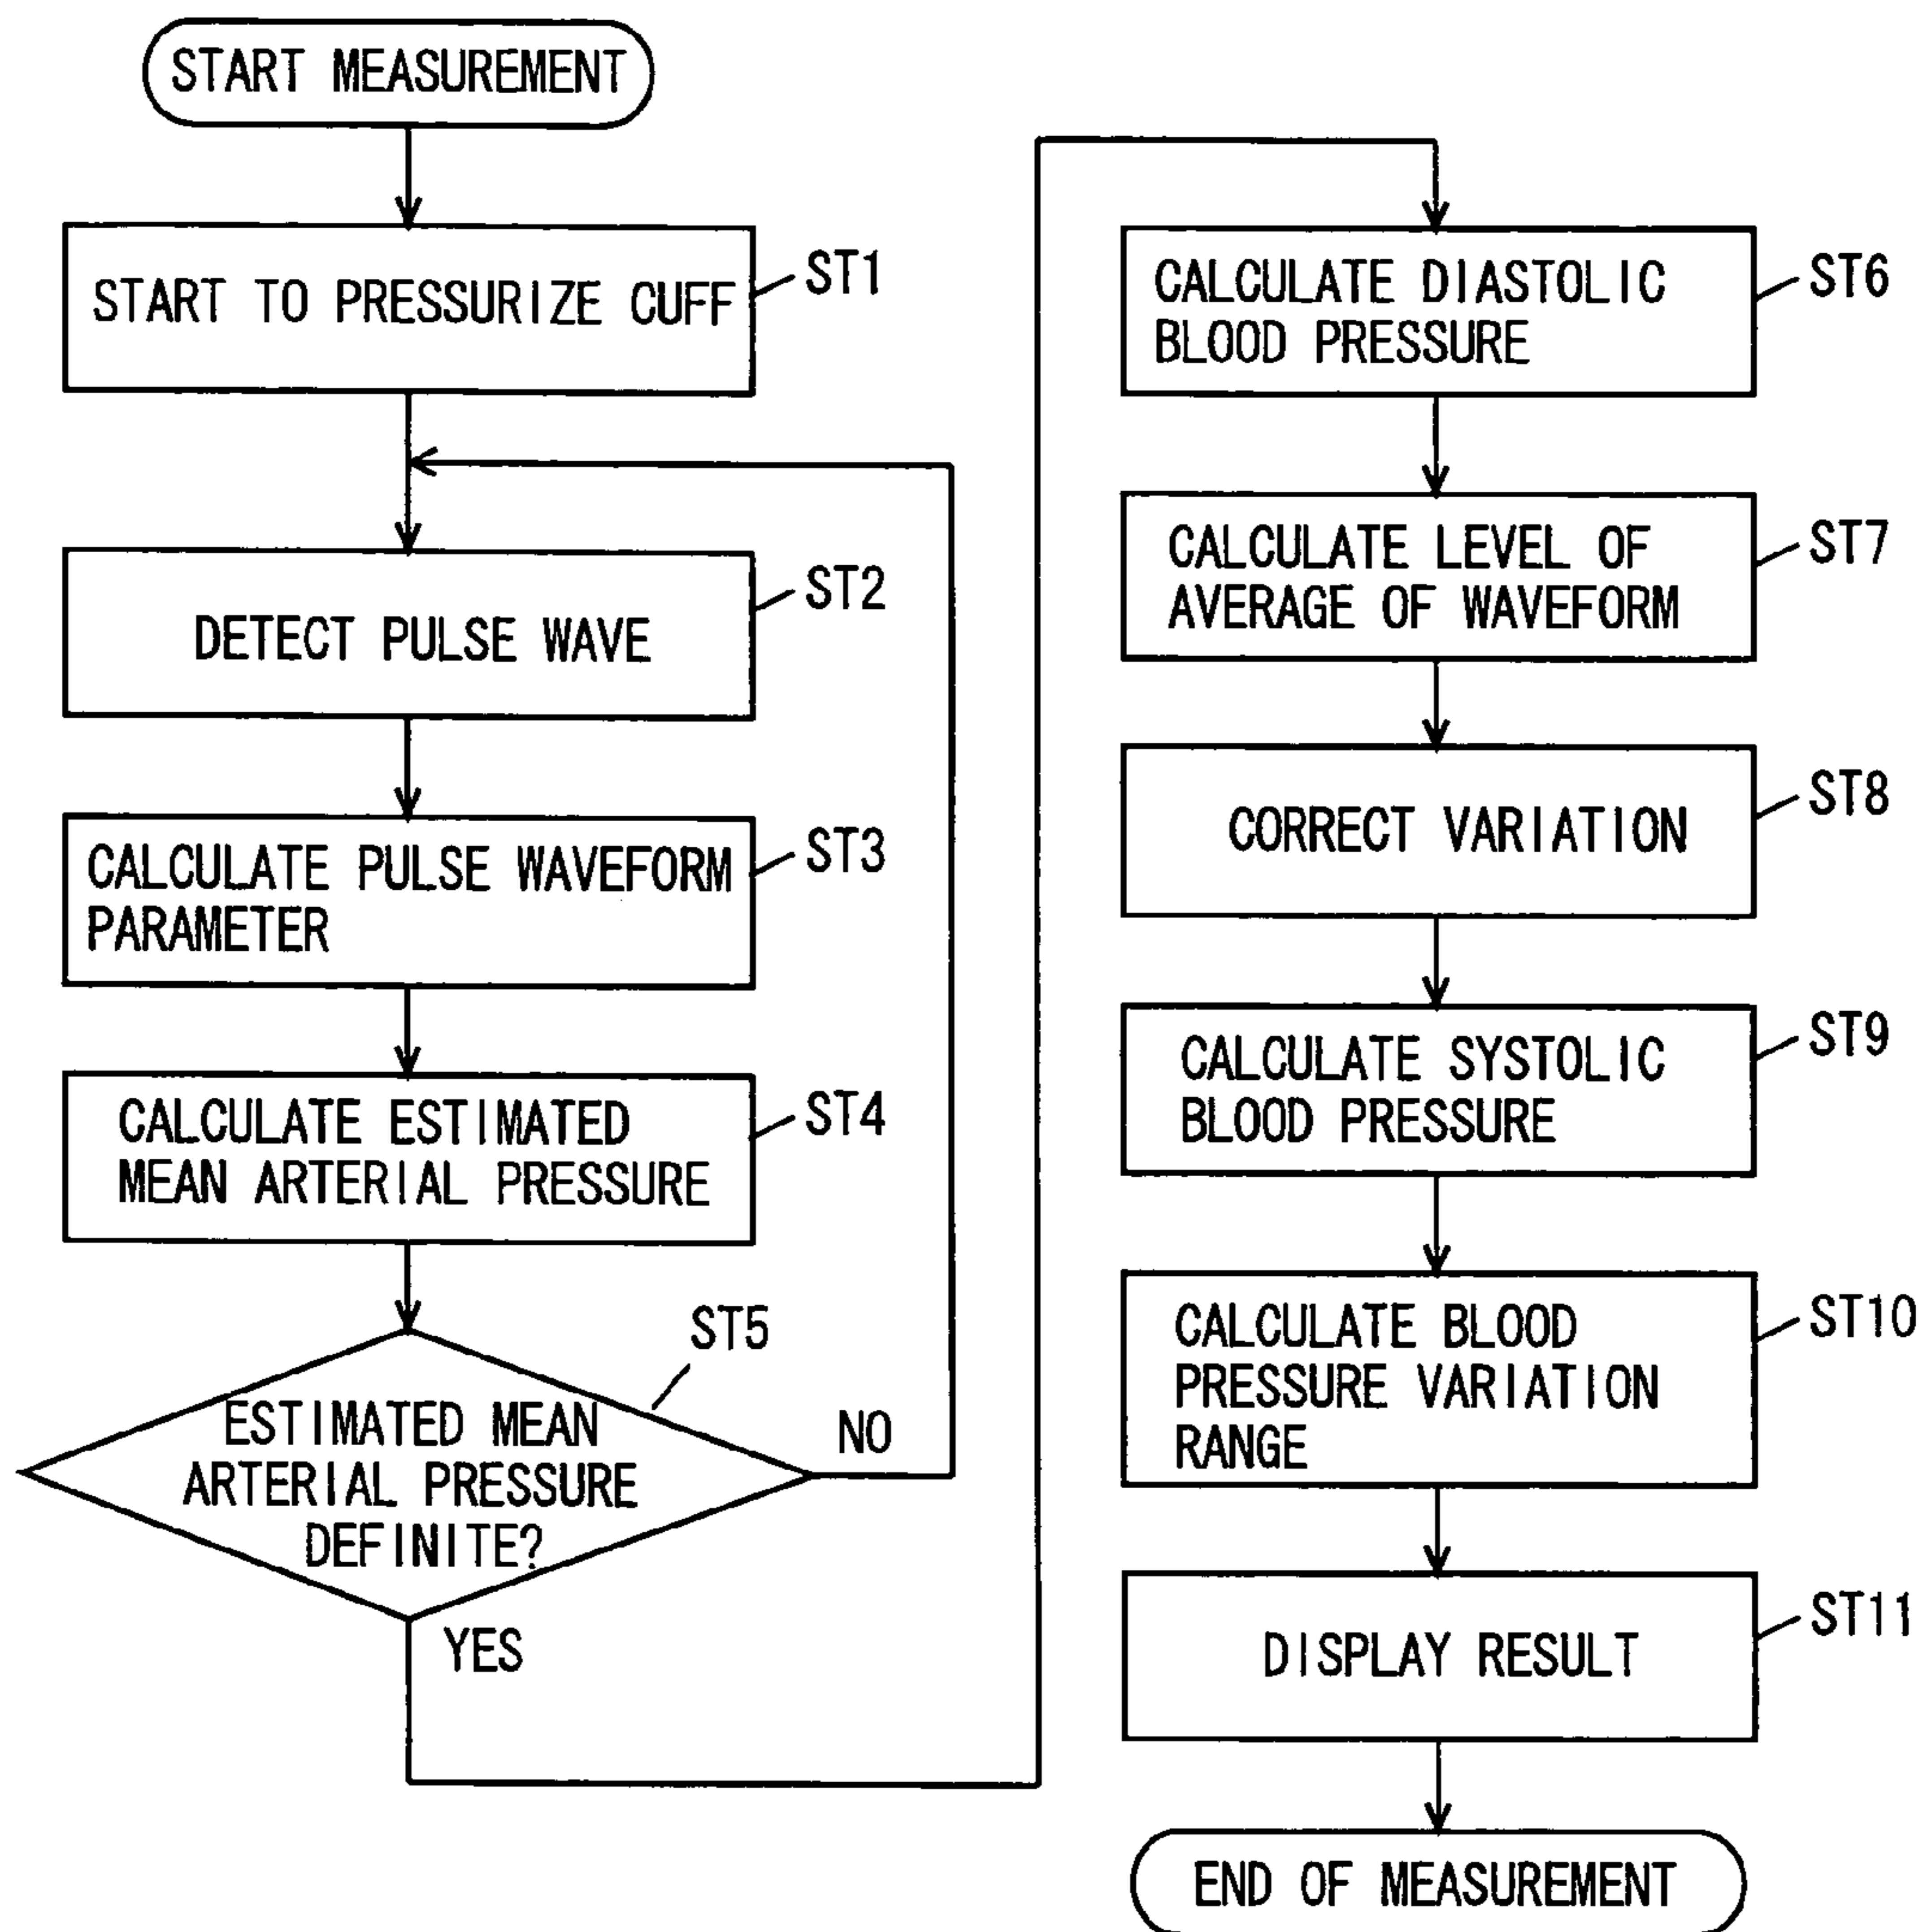 START MEASUREMENT
START TO PRESSURIZE CUFF
ST1
DETECT PULSE WAVE
ST2
CALCULATE PULSE WAVEFORM
PARAMETER
ST3
CALCULATE ESTIMATED
MEAN ARTERIAL PRESSURE
ST4
ST5
ESTIMATED MEAN
ARTERIAL PRESSURE
DEFINITE?
NO
YES
CALCULATE DIASTOLIC
BLOOD PRESSURE
ST6
CALCULATE LEVEL OF
AVERAGE OF WAVEFORM
ST7
CORRECT VARIATION
ST8
CALCULATE SYSTOLIC
BLOOD PRESSURE
ST9
CALCULATE BLOOD
PRESSURE VARIATION
RANGE
ST10
DISPLAY RESULT
ST11
END OF MEASUREMENT